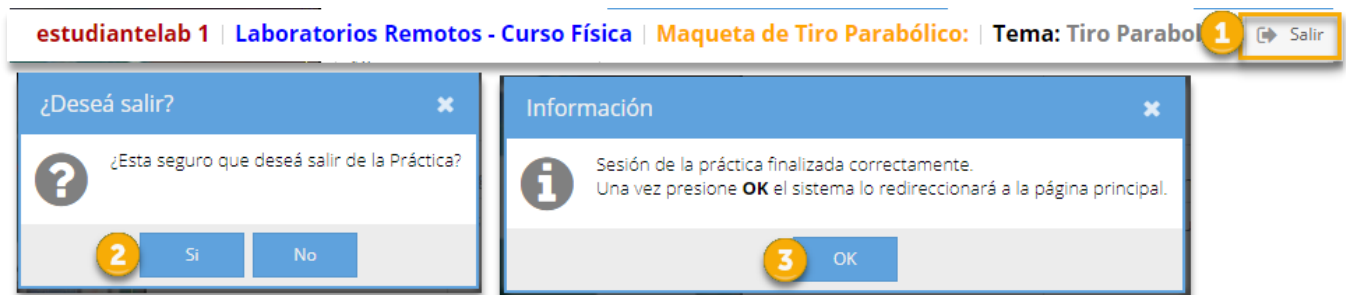 estudiantelab 1 | Laboratorios Remotos - Curso Física | Maqueta de Tiro Parabólico: | Tema: Tiro Parabol 1 Salir
¿Deseá salir?
¿Esta seguro que deseá salir de la Práctica?
2 Si No
Información
Sesión de la práctica finalizada correctamente.
Una vez presione OK el sistema lo redireccionará a la página principal.
3 OK